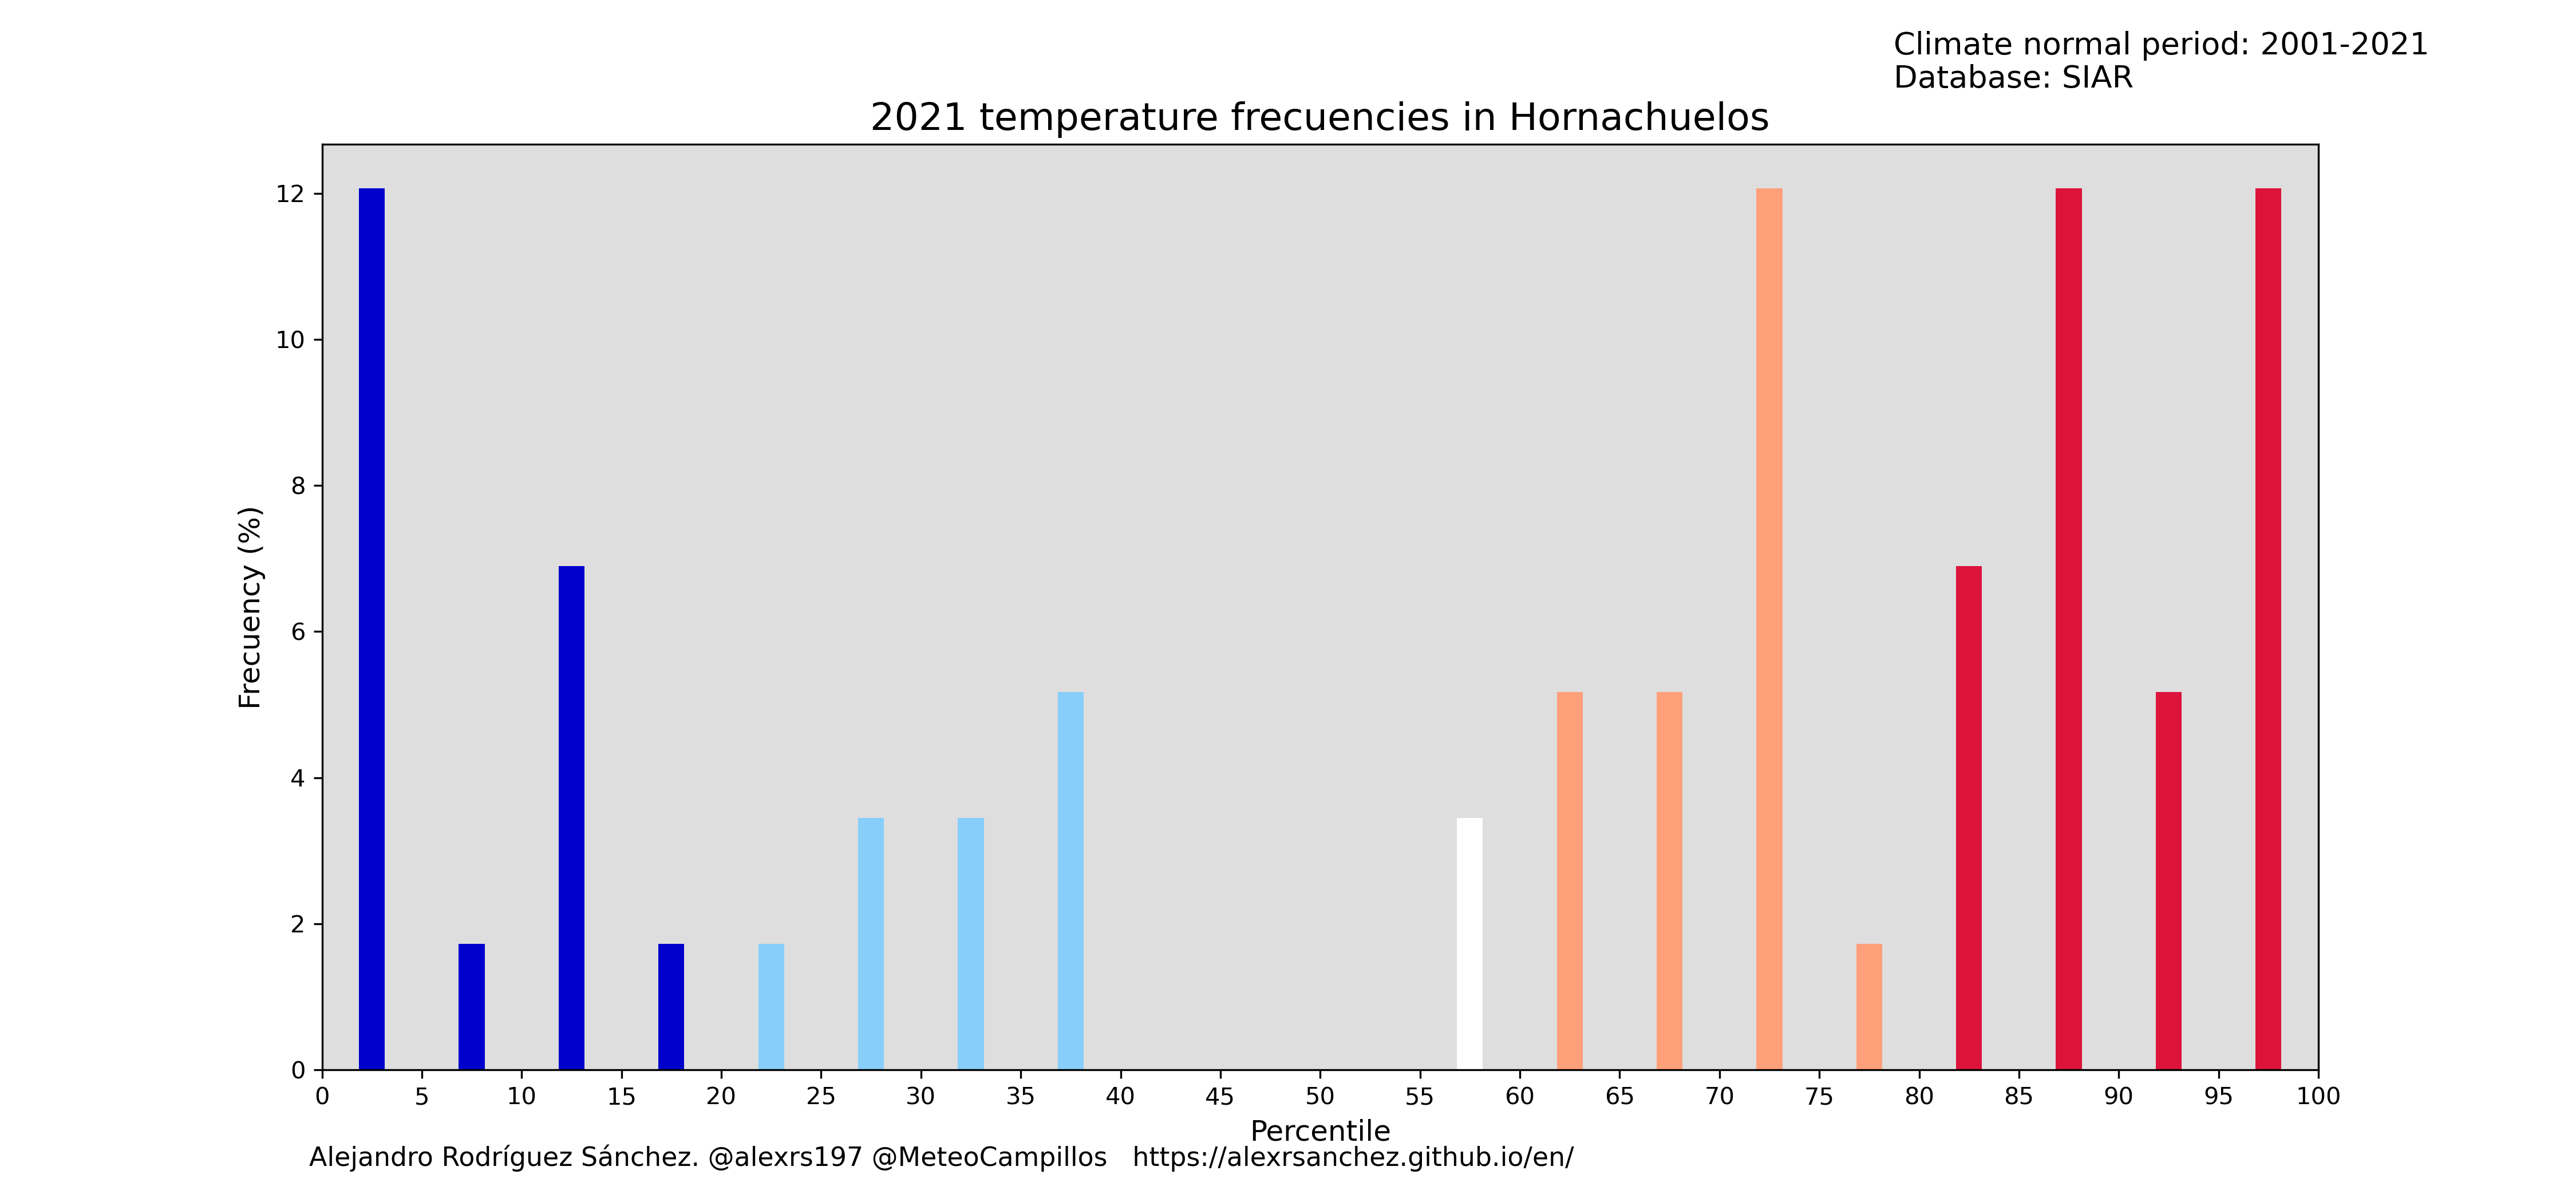 Climate normal period: 2001-2021
Database: SIAR
2021 temperature frecuencies in Hornachuelos
12
10
8
6
4
2
0
Frecuency (%)
0 5 10 15 20 25 30 35 40 45 50 55 60 65 70 75 80 85 90 95 100
Percentile
Alejandro Rodríguez Sánchez. @alexrs197 @MeteoCampillos https://alexrsanchez.github.io/en/